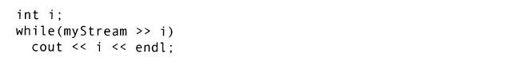 int i;
while(myStream >> i)
  cout << i << endl;